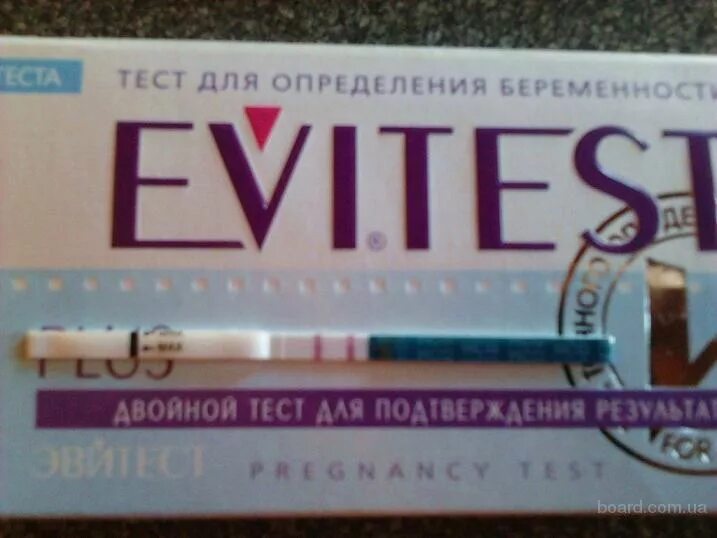 ТЕСТА
ТЕСТ ДЛЯ ОПРЕДЕЛЕНИЯ БЕРЕМЕННОСТИ
EVITEST
®
PLUS
MAX
ДВОЙНОЙ ТЕСТ ДЛЯ ПОДТВЕРЖДЕНИЯ РЕЗУЛЬТАТ
ЭВИТЕСТ
PREGNANCY TEST
FOR
board.com.ua